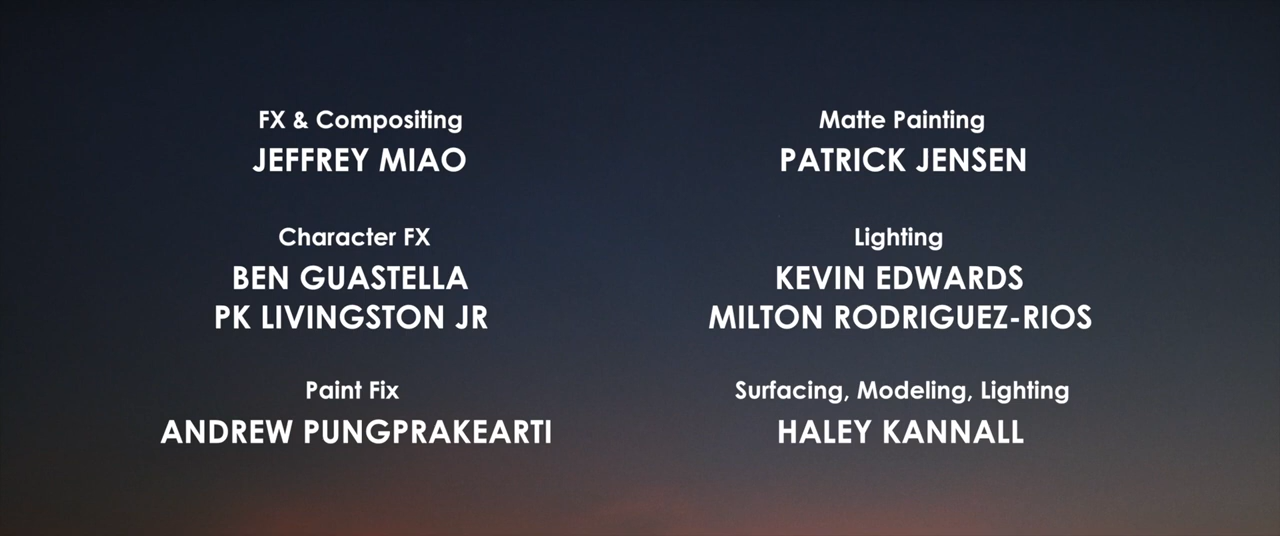 FX & Compositing
JEFFREY MIAO
Character FX
BEN GUASTELLA
PK LIVINGSTON JR
Paint Fix
ANDREW PUNGPRAKEARTI
Matte Painting
PATRICK JENSEN
Lighting
KEVIN EDWARDS
MILTON RODRIGUEZ-RIOS
Surfacing, Modeling, Lighting
HALEY KANNALL